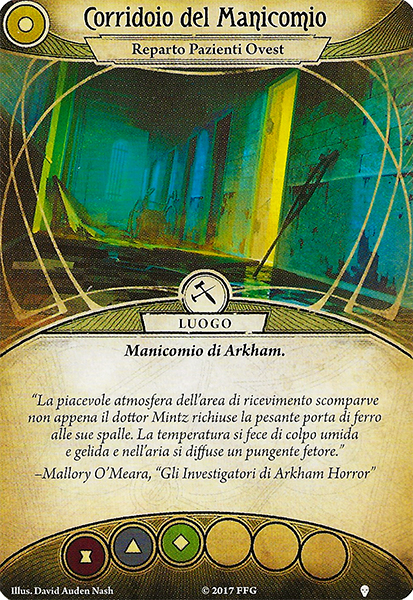 Corridoio del Manicomio
Reparto Pazienti Ovest
LUOGO
Manicomio di Arkham.
“La piacevole atmosfera dell’area di ricevimento scomparve
non appena il dottor Mintz richiuse la pesante porta di ferro
alle sue spalle. La temperatura si fece di colpo umida
e gelida e nell’aria si diffuse un pungente fetore.”
–Mallory O’Meara, “Gli Investigatori di Arkham Horror”
Illus. David Auden Nash
© 2017 FFG